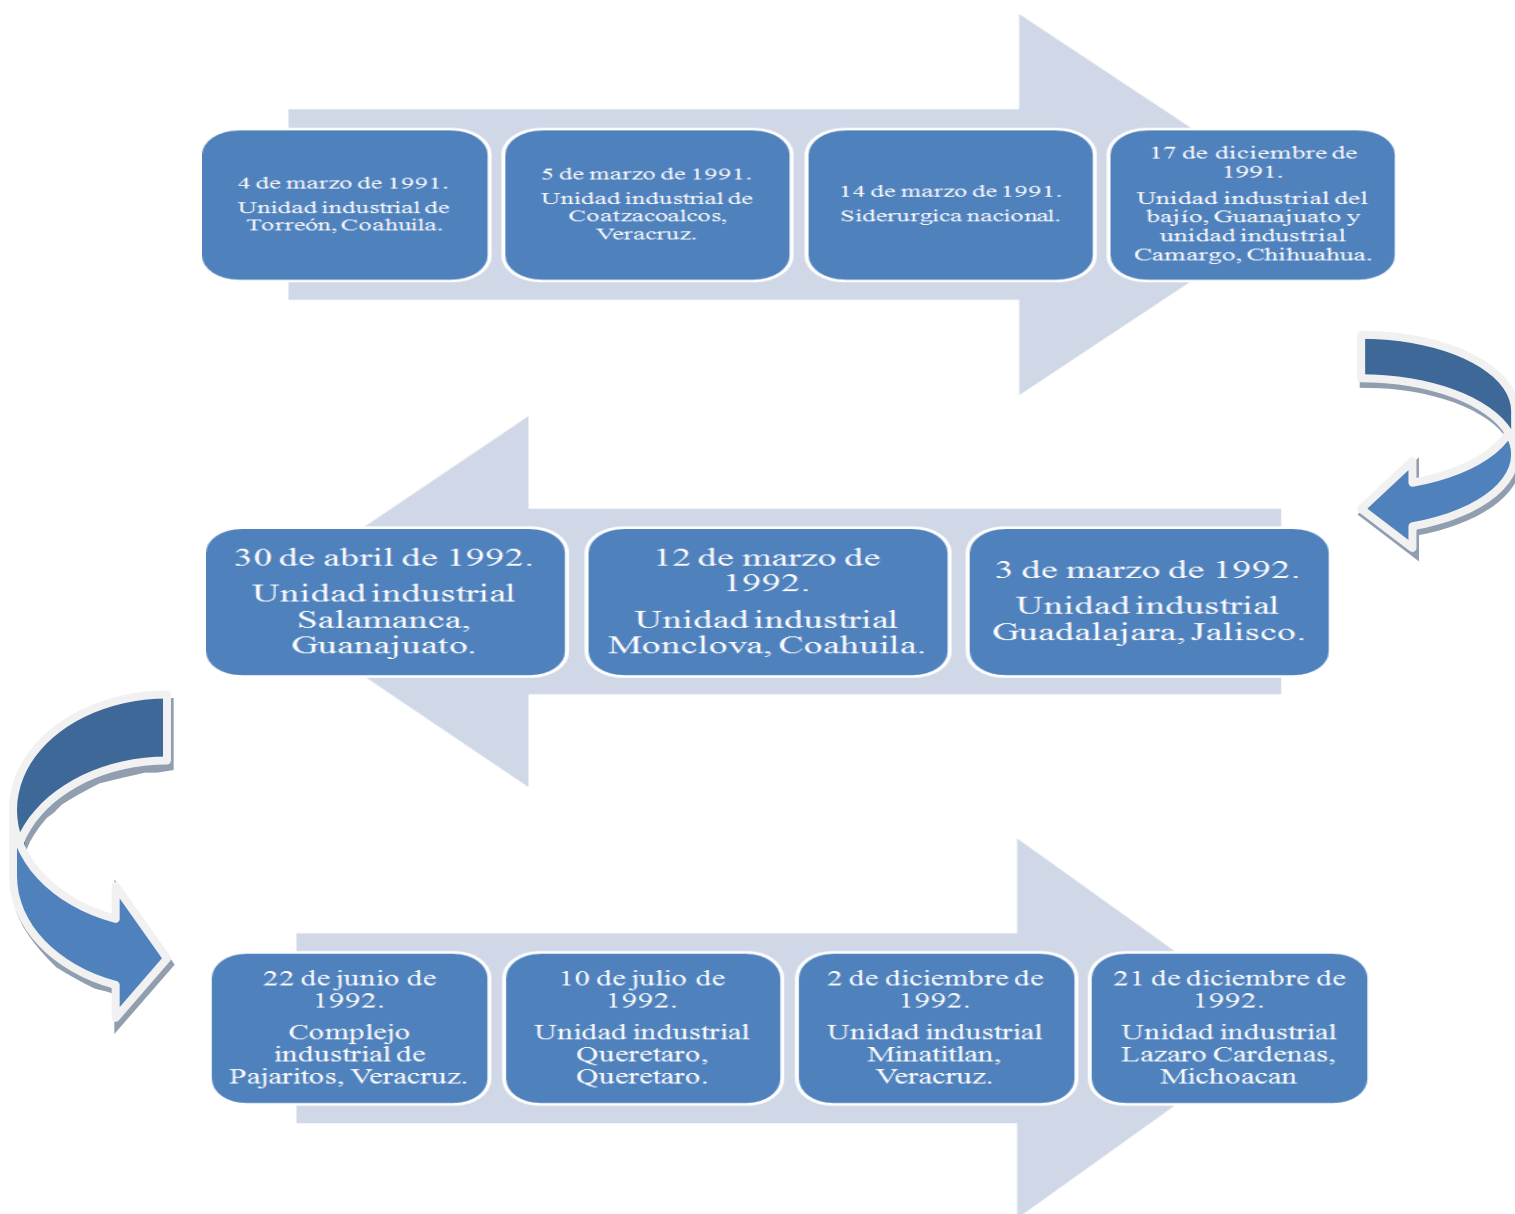 4 de marzo de 1991.
Unidad industrial de
Torreón, Coahuila.
5 de marzo de 1991.
Unidad industrial de
Coatzacoalcos,
Veracruz.
14 de marzo de 1991.
Siderurgica nacional.
17 de diciembre de
1991.
Unidad industrial del
bajío, Guanajuato y
unidad industrial
Camargo, Chihuahua.
3 de marzo de 1992.
Unidad industrial
Guadalajara, Jalisco.
12 de marzo de
1992.
Unidad industrial
Monclova, Coahuila.
30 de abril de 1992.
Unidad industrial
Salamanca,
Guanajuato.
22 de junio de
1992.
Complejo
industrial de
Pajaritos, Veracruz.
10 de julio de
1992.
Unidad industrial
Queretaro,
Queretaro.
2 de diciembre de
1992.
Unidad industrial
Minatitlan,
Veracruz.
21 de diciembre de
1992.
Unidad industrial
Lazaro Cardenas,
Michoacan